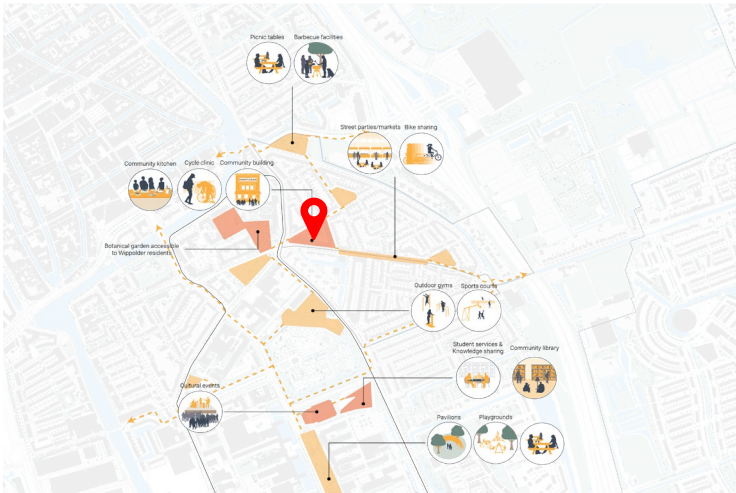 Picnic tables
Barbecue facilities
Street parties/markets
Bike sharing
Community kitchen
Cycle clinic
Community building
Botanical garden accessible
to Wippolder residents
Outdoor gyms
Sports courts
Student services &
Knowledge sharing
Community library
Cultural events
Pavilions
Playgrounds